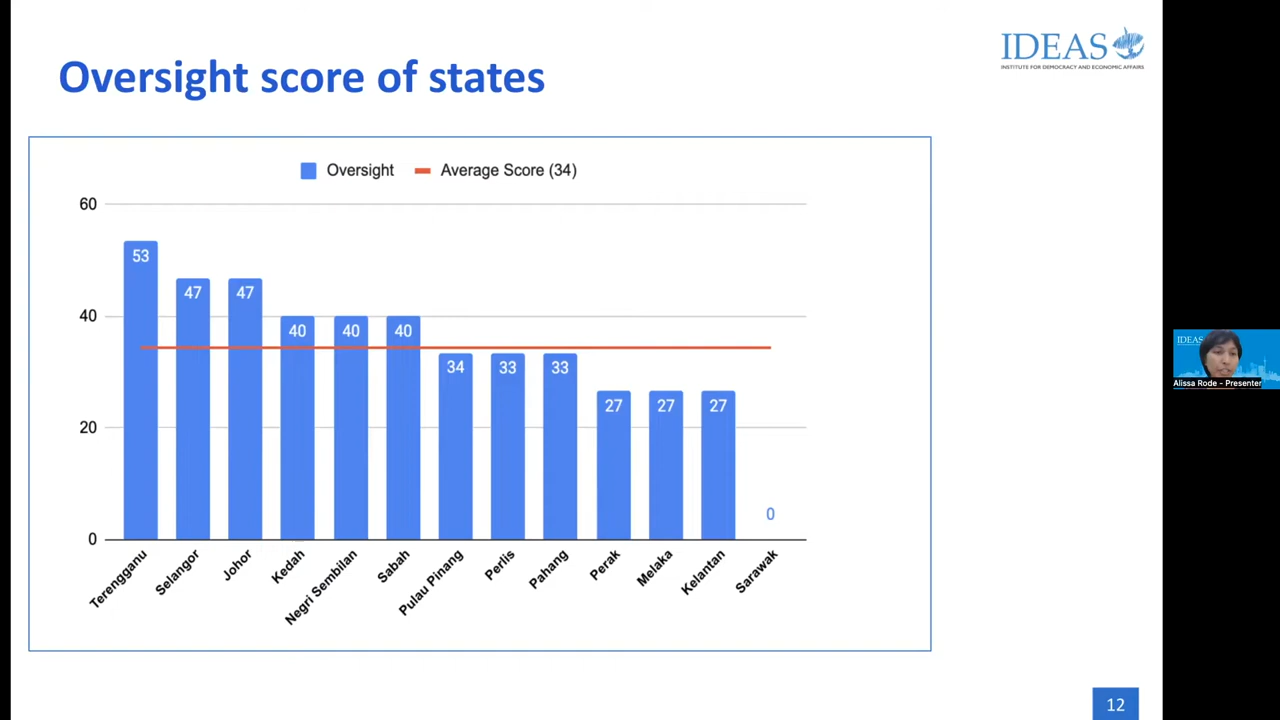 IDEAS
INSTITUTE FOR DEMOCRACY AND ECONOMIC AFFAIRS
Oversight score of states
Oversight
Average Score (34)
60
40
20
0
53
47
47
40
40
40
34
33
33
27
27
27
0
Terengganu
Selangor
Johor
Kedah
Negri Sembilan
Sabah
Pulau Pinang
Perlis
Pahang
Perak
Melaka
Kelantan
Sarawak
IDEAS
Alissa Rode - Presenter
12